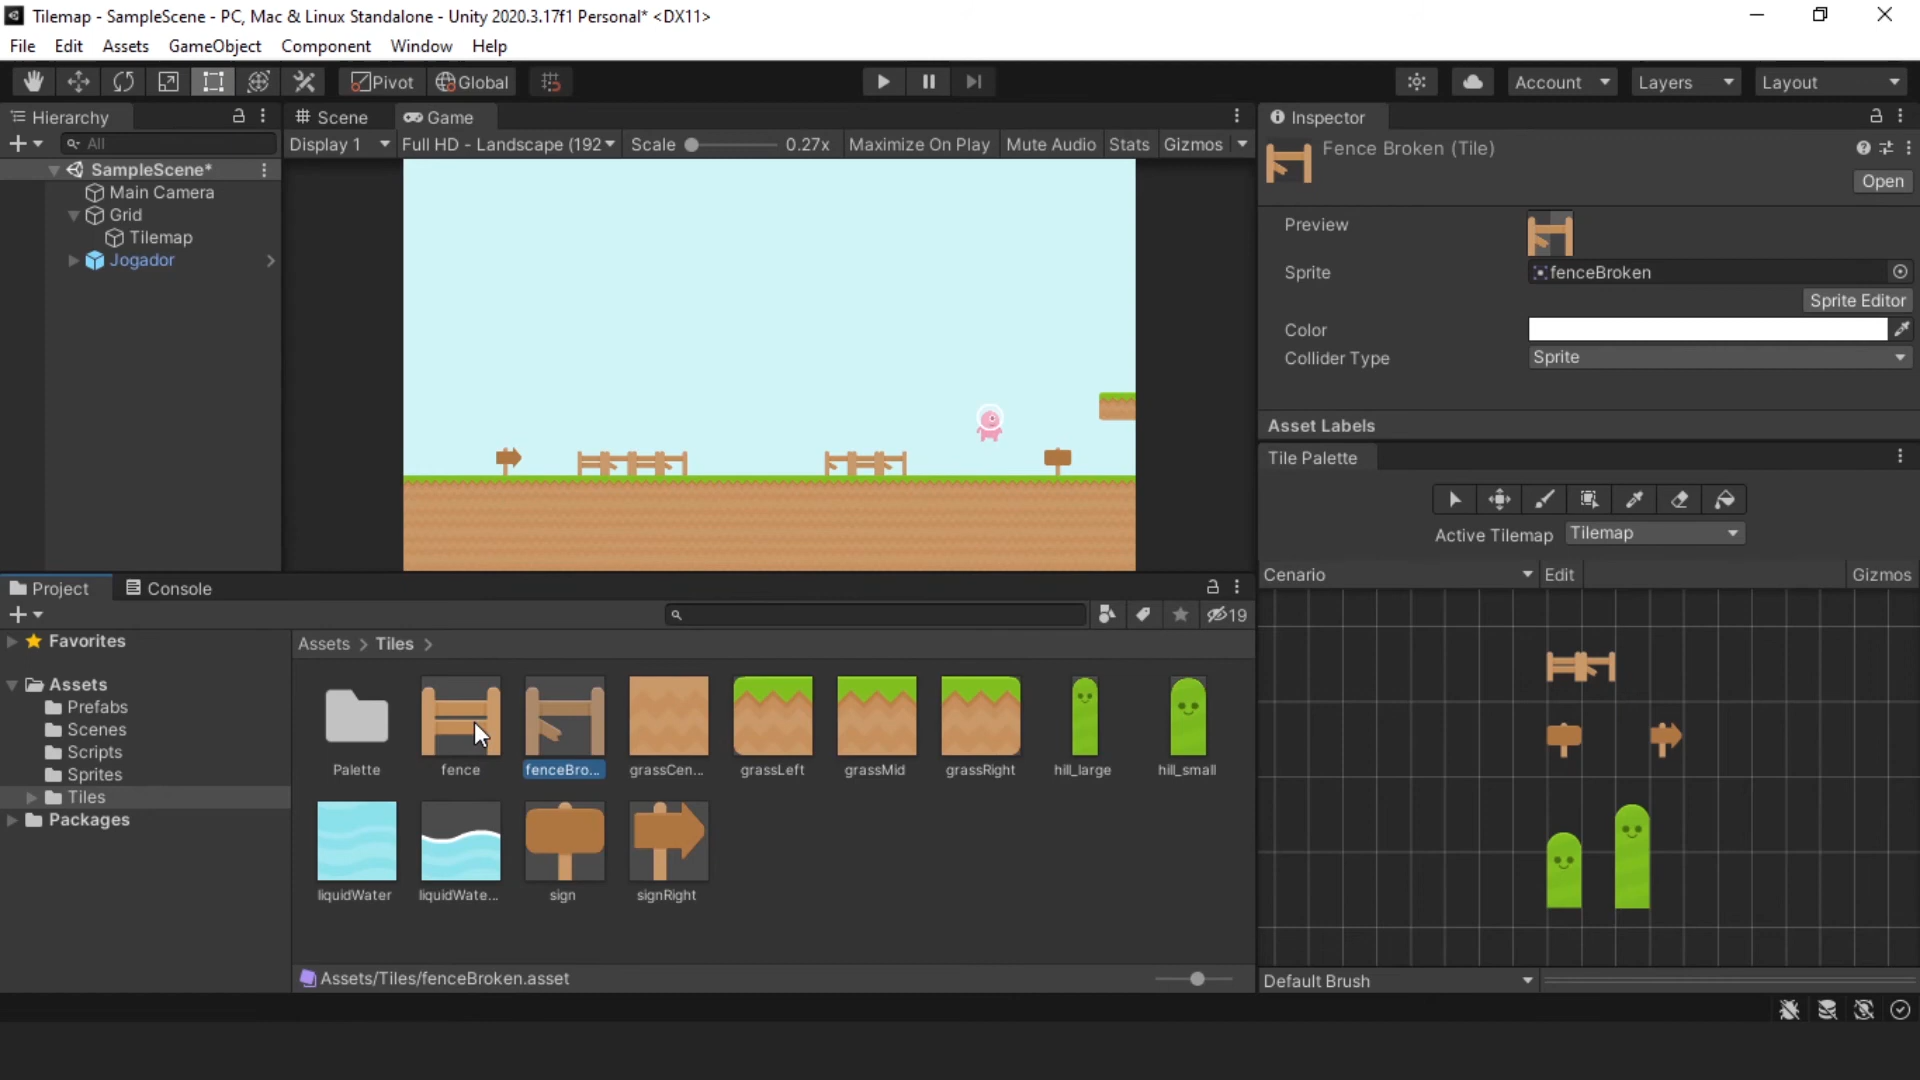 Tilemap - SampleScene - PC, Mac & Linux Standalone - Unity 2020.3.17f1 Personal* <DX11>
File Edit Assets GameObject Component Window Help
Pivot Global Account Layers Layout
Hierarchy
All
SampleScene*
Main Camera
Grid
Tilemap
Jogador
Scene Game
Display 1 Full HD - Landscape (192 Scale 0.27x Maximize On Play Mute Audio Stats Gizmos
Inspector
Fence Broken (Tile)
Open
Preview
Sprite fenceBroken
Sprite Editor
Color
Collider Type Sprite
Asset Labels
Tile Palette
Active Tilemap Tilemap
Cenario Edit Gizmos
Default Brush
Project Console
19
Favorites
Assets
Prefabs
Scenes
Scripts
Sprites
Tiles
Packages
Assets > Tiles >
Palette fence fenceBro... grassCen... grassLeft grassMid grassRight hill_large hill_small
liquidWater liquidWate... sign signRight
Assets/Tiles/fenceBroken.asset